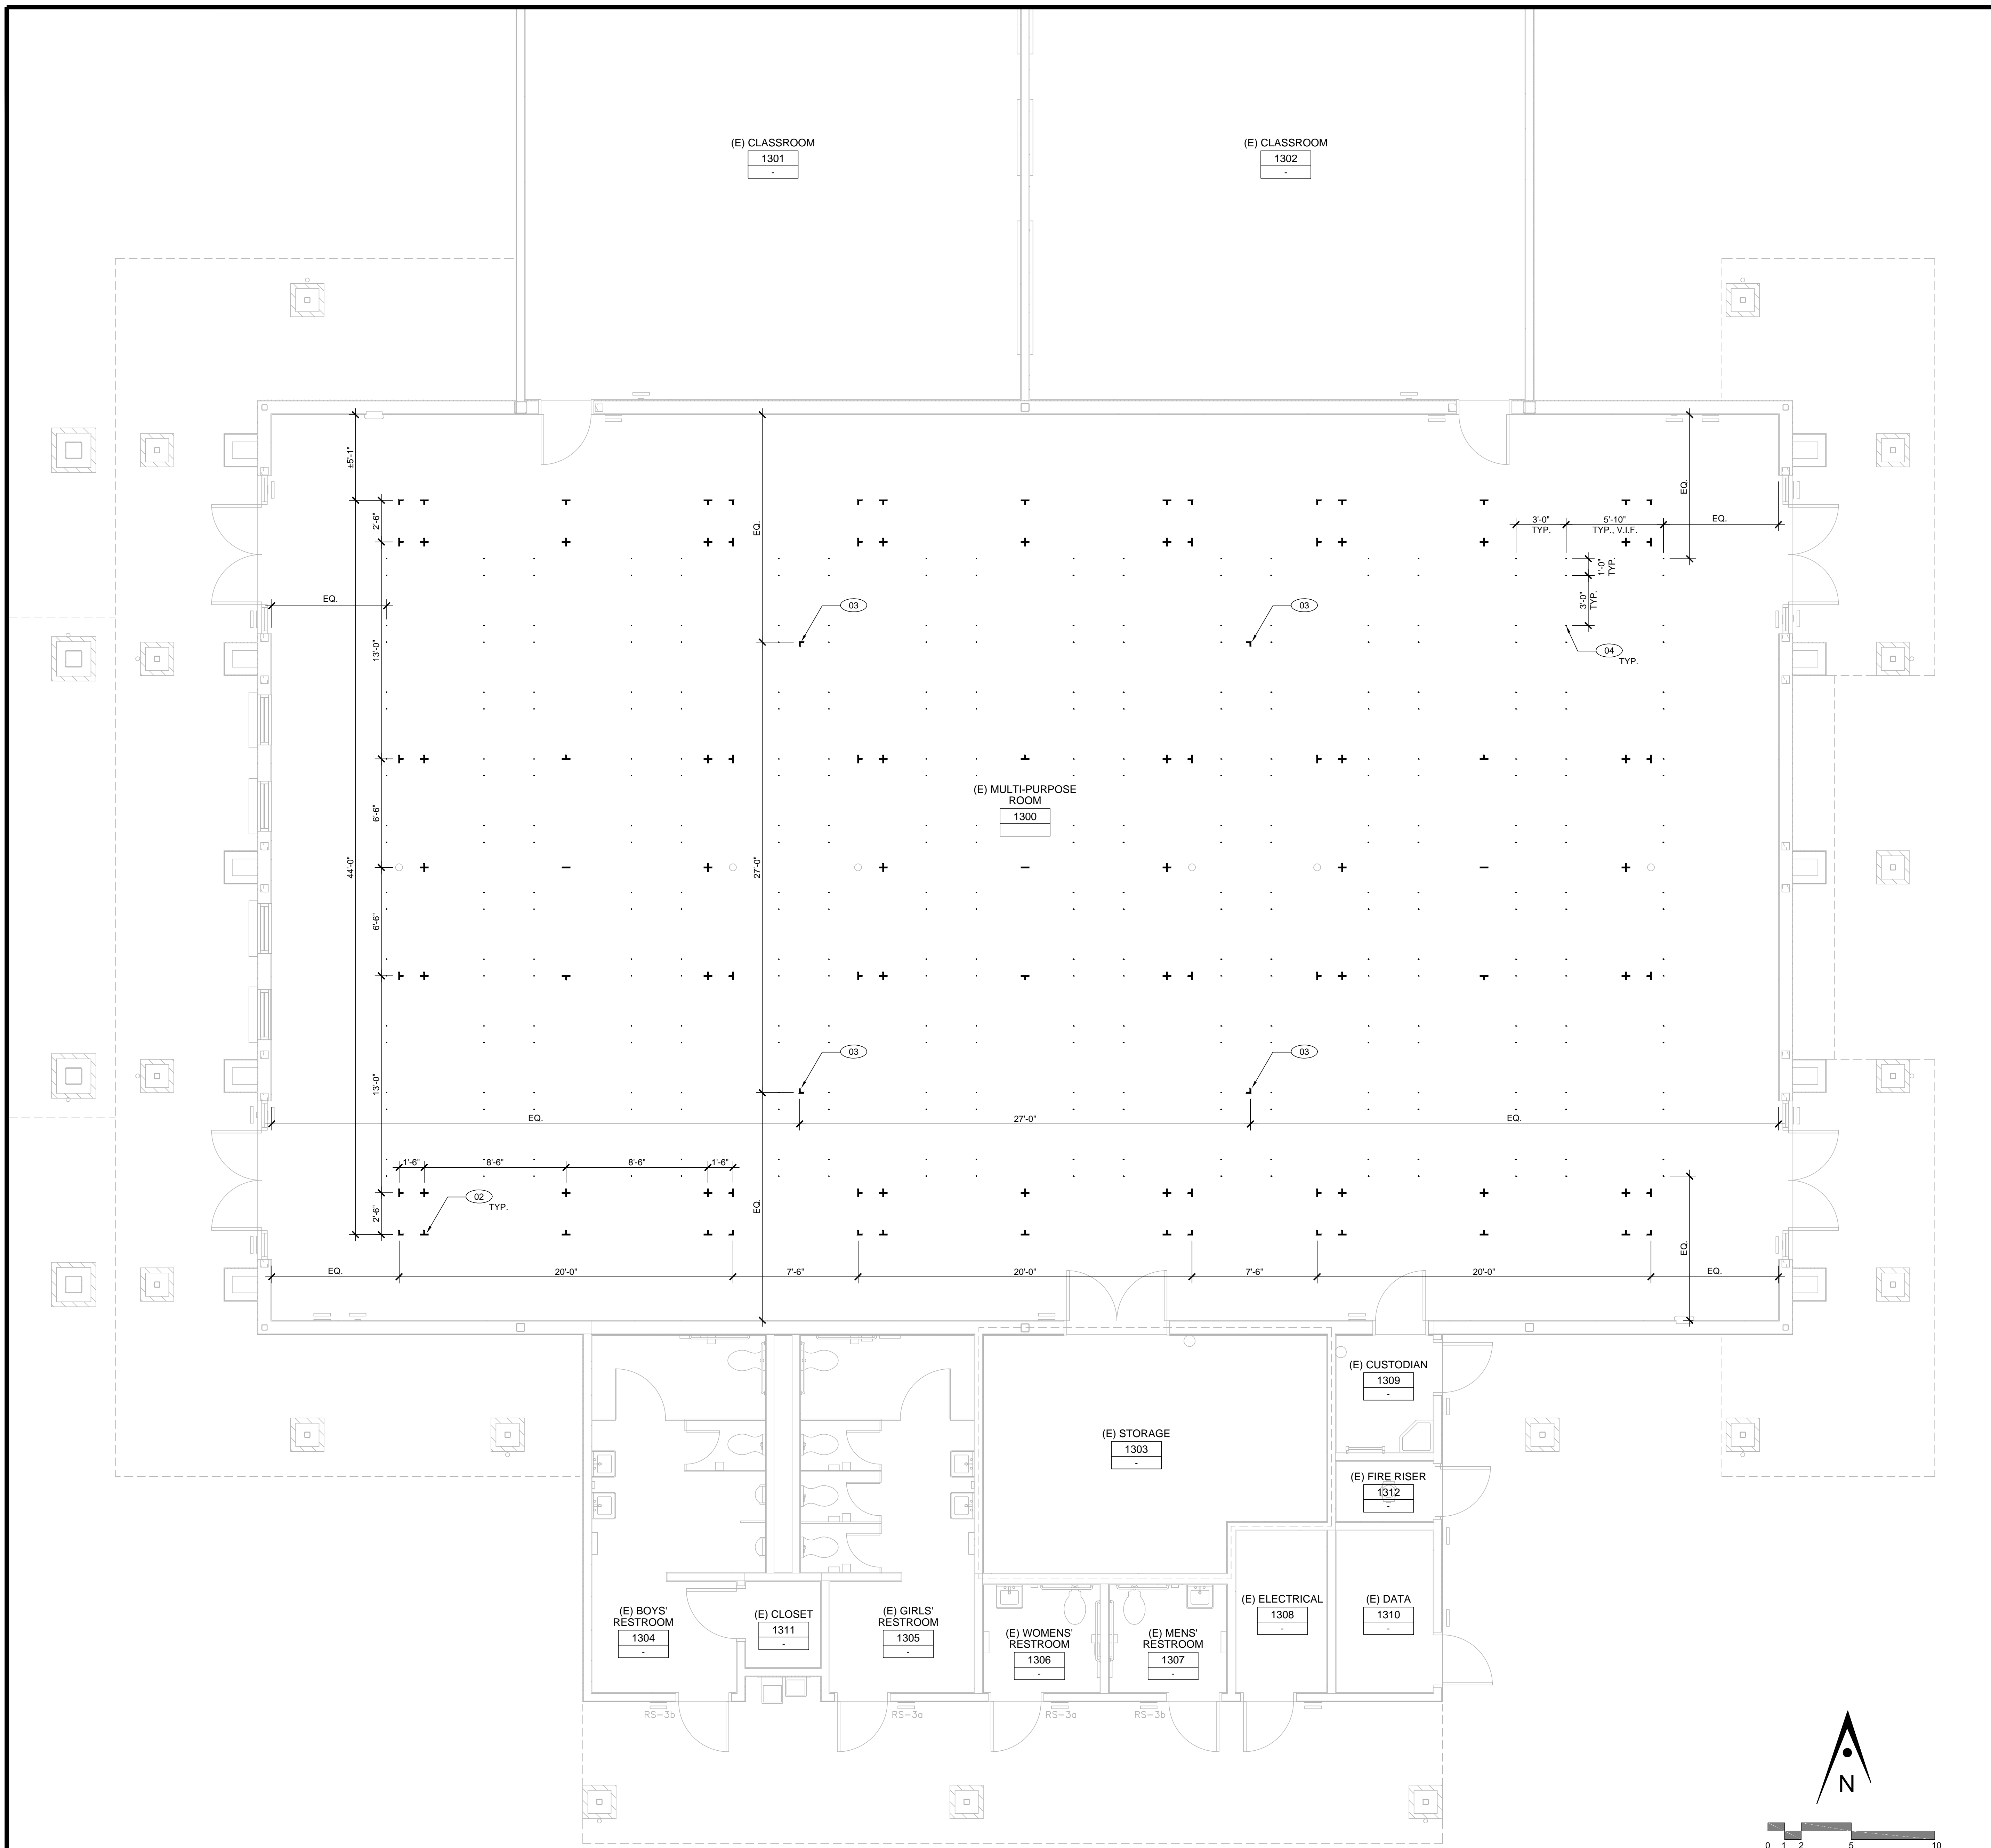 (E) CLASSROOM
1301
-
(E) CLASSROOM
1302
-
±5'-1"
2'-6"
EQ.
EQ.
3'-0"
TYP.
5'-10"
TYP., V.I.F.
EQ.
1'-0"
TYP.
3'-0"
TYP.
EQ.
03
03
13'-0"
04
TYP.
(E) MULTI-PURPOSE
ROOM
1300
6'-6"
44'-0"
27'-0"
6'-6"
03
03
13'-0"
EQ.
27'-0"
EQ.
1'-6"
8'-6"
8'-6"
1'-6"
02
TYP.
2'-6"
EQ.
EQ.
EQ.
20'-0"
7'-6"
20'-0"
7'-6"
20'-0"
EQ.
(E) CUSTODIAN
1309
-
(E) STORAGE
1303
-
(E) FIRE RISER
1312
-
(E) BOYS'
RESTROOM
1304
-
(E) CLOSET
1311
-
(E) GIRLS'
RESTROOM
1305
-
(E) WOMENS'
RESTROOM
1306
-
(E) MENS'
RESTROOM
1307
-
(E) ELECTRICAL
1308
-
(E) DATA
1310
-
RS-3b
RS-3a
RS-3a
RS-3b
N
0 1 2 5 10